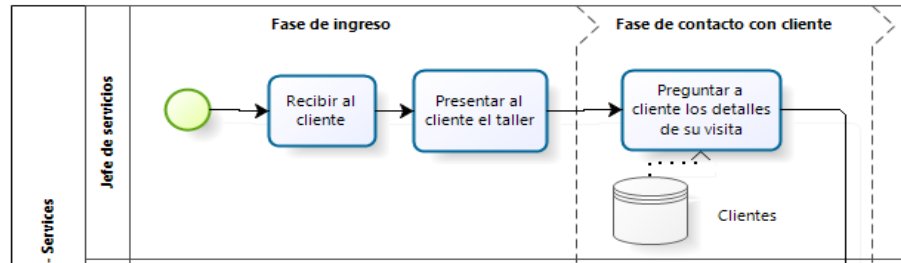 Fase de ingreso
Fase de contacto con cliente
Jefe de servicios
- Services
Recibir al
cliente
Presentar al
cliente el taller
Preguntar a
cliente los detalles
de su visita
Clientes